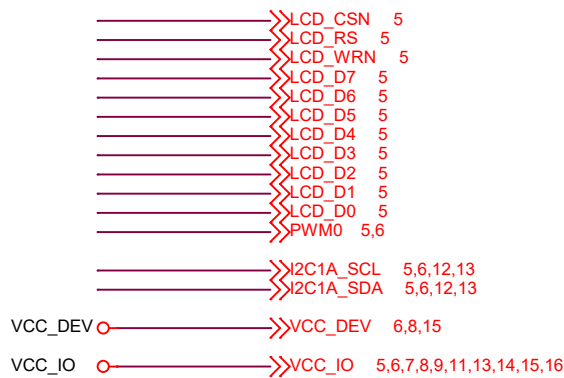 LCD_CSN 5
LCD_RS 5
LCD_WRN 5
LCD_D7 5
LCD_D6 5
LCD_D5 5
LCD_D4 5
LCD_D3 5
LCD_D2 5
LCD_D1 5
LCD_D0 5
PWM0 5,6
I2C1A_SCL 5,6,12,13
I2C1A_SDA 5,6,12,13
VCC_DEV VCC_DEV 6,8,15
VCC_IO VCC_IO 5,6,7,8,9,11,13,14,15,16